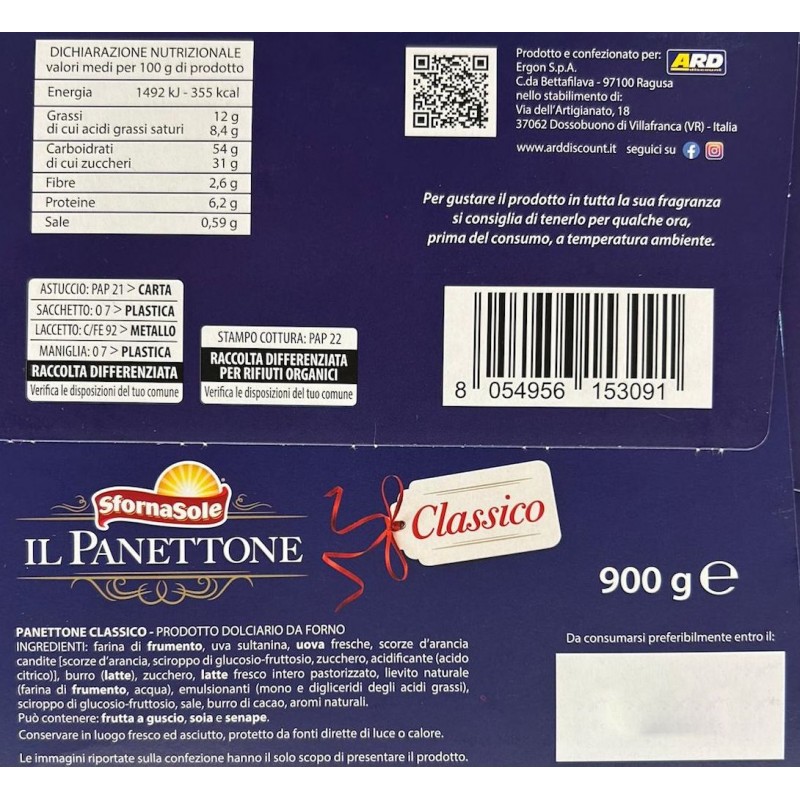 DICHIARAZIONE NUTRIZIONALE
valori medi per 100 g di prodotto
Energia 1492 kJ - 355 kcal
Grassi 12 g
di cui acidi grassi saturi 8,4 g
Carboidrati 54 g
di cui zuccheri 31 g
Fibre 2,6 g
Proteine 6,2 g
Sale 0,59 g
Prodotto e confezionato per:
ARD
Ergon S.p.A.
C.da Bettafilava - 97100 Ragusa
nello stabilimento di:
Via dell'Artigianato, 18
37062 Dossobuono di Villafranca (VR) - Italia
www.arddiscount.it seguici su
Per gustare il prodotto in tutta la sua fragranza
si consiglia di tenerlo per qualche ora,
prima del consumo, a temperatura ambiente.
ASTUCCIO: PAP 21 > CARTA
SACCHETTO: 0 7 > PLASTICA
LACCETTO: C/FE 92 > METALLO
MANIGLIA: 0 7 > PLASTICA
RACCOLTA DIFFERENZIATA
Verifica le disposizioni del tuo comune
STAMPO COTTURA: PAP 22
RACCOLTA DIFFERENZIATA
PER RIFIUTI ORGANICI
Verifica le disposizioni del tuo comune
8 054956 153091
SfornaSole
IL PANETTONE
Classico
900 g e
PANETTONE CLASSICO - PRODOTTO DOLCIARIO DA FORNO
INGREDIENTI: farina di frumento, uva sultanina, uova fresche, scorze d'arancia
candite [scorze d'arancia, sciroppo di glucosio-fruttosio, zucchero, acidificante (acido
citrico)], burro (latte), zucchero, latte fresco intero pastorizzato, lievito naturale
(farina di frumento, acqua), emulsionanti (mono e digliceridi degli acidi grassi),
sciroppo di glucosio-fruttosio, sale, burro di cacao, aromi naturali.
Può contenere: frutta a guscio, soia e senape.
Conservare in luogo fresco ed asciutto, protetto da fonti dirette di luce o calore.
Le immagini riportate sulla confezione hanno il solo scopo di presentare il prodotto.
Da consumarsi preferibilmente entro il: